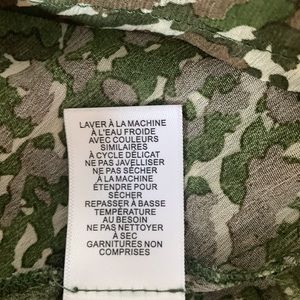 LAVER À LA MACHINE
À L'EAU FROIDE
AVEC COULEURS
SIMILAIRES
À CYCLE DÉLICAT
NE PAS JAVELLISER
NE PAS SÉCHER
À LA MACHINE
ÉTENDRE POUR
SÉCHER
REPASSER À BASSE
TEMPÉRATURE
AU BESOIN
NE PAS NETTOYER
À SEC
GARNITURES NON
COMPRISES